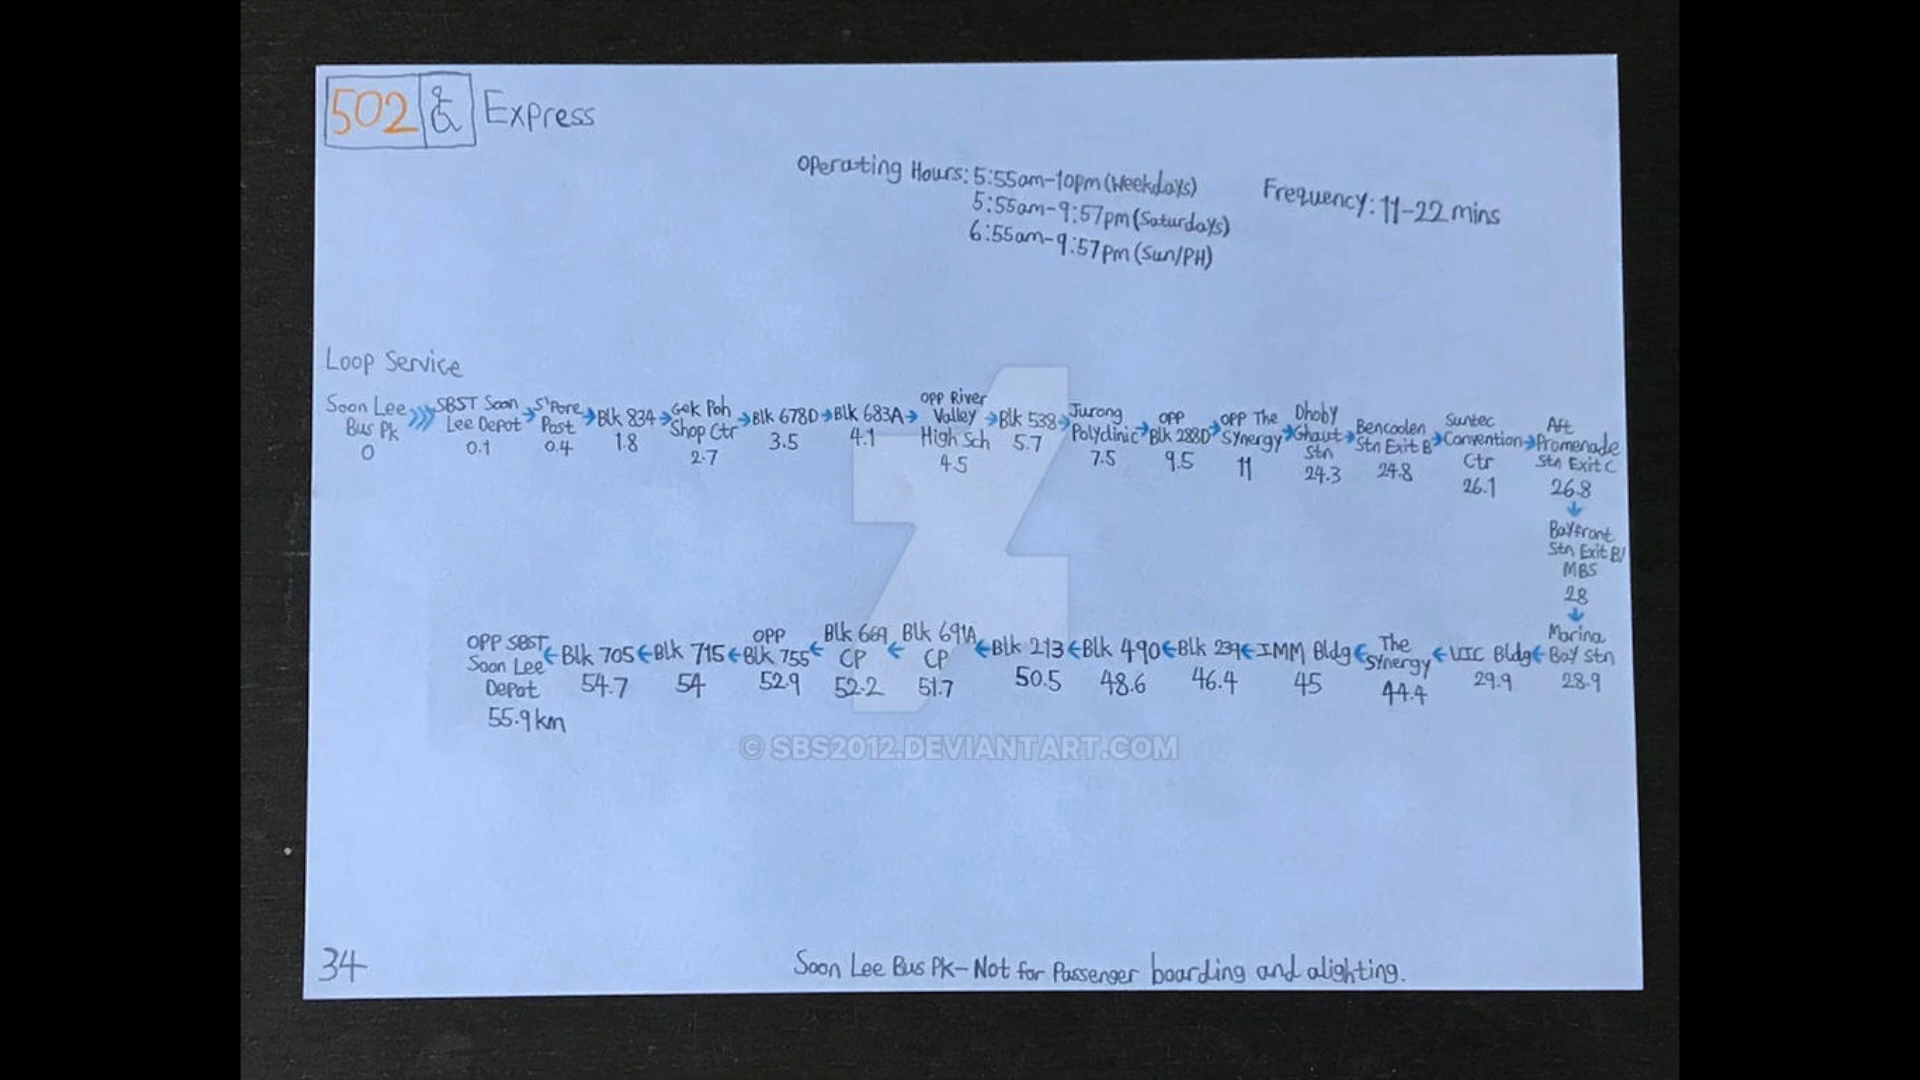 502 Express
Operating Hours: 5:55am-10pm (Weekdays)
5:55am-9:57pm (Saturdays)
6:55am-9:57pm (Sun/PH)
Frequency: 11-22 mins
Loop Service
Soon Lee
Bus Pk
0
SBST Soon
Lee Depot
0.1
S'Pore
Post
0.4
Blk 834
1.8
Gek Poh
Shop Ctr
2.7
Blk 678D
3.5
Blk 683A
4.1
OPP River
Valley
High Sch
4.5
Blk 538
5.7
Jurong
Polyclinic
7.5
OPP
Blk 288D
9.5
OPP The
Synergy
11
Dhoby
Ghaut
Stn
24.3
Bencoolen
Stn Exit B
24.8
Suntec
Convention
Ctr
26.1
Aft
Promenade
Stn Exit C
26.8
Bayfront
Stn Exit B/
MBS
28
Marina
Bay Stn
28.9
UIC Bldg
29.9
The
Synergy
44.4
IMM Bldg
45
Blk 239
46.4
Blk 490
48.6
Blk 213
50.5
Blk 691A
CP
51.7
Blk 669
CP
52.2
OPP
Blk 755
52.9
Blk 715
54
Blk 705
54.7
OPP SBST
Soon Lee
Depot
55.9km
© SBS2012.DEVIANTART.COM
34
Soon Lee Bus Pk-Not for Passenger boarding and alighting.